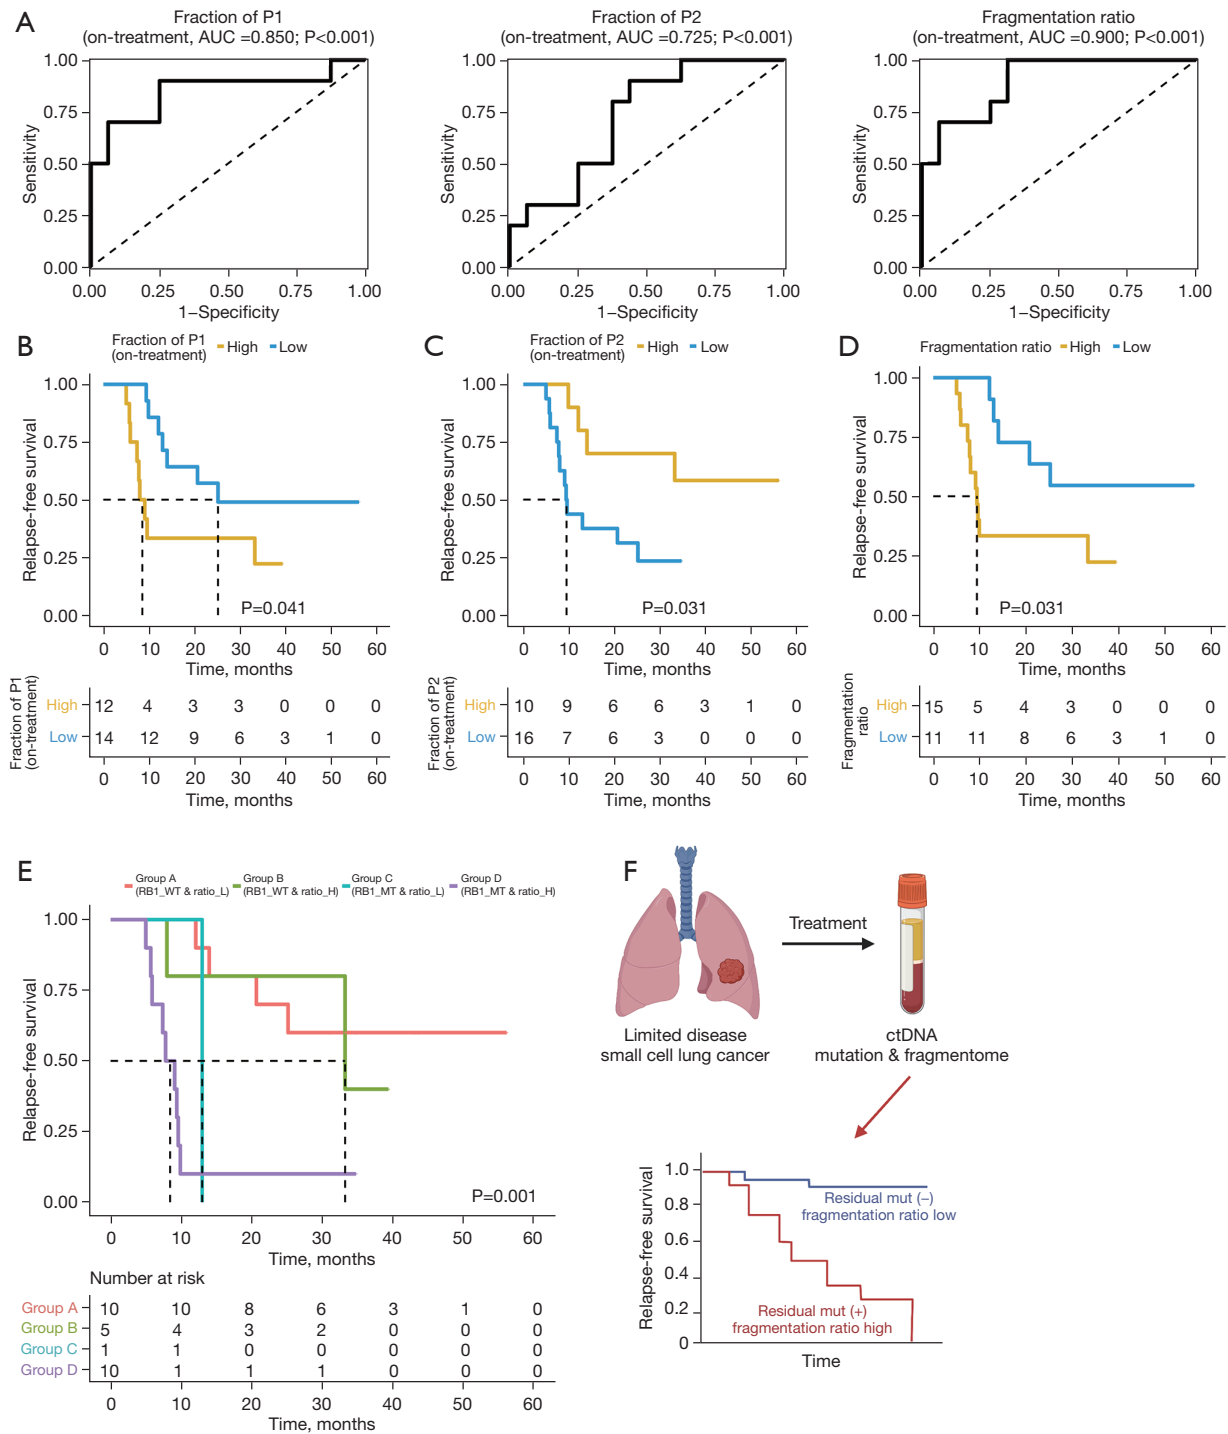 A
Fraction of P1
(on-treatment, AUC =0.850; P<0.001)
Sensitivity
1.00
0.75
0.50
0.25
0.00
0.00 0.25 0.50 0.75 1.00
1–Specificity
Fraction of P2
(on-treatment, AUC =0.725; P<0.001)
Sensitivity
1.00
0.75
0.50
0.25
0.00
0.00 0.25 0.50 0.75 1.00
1–Specificity
Fragmentation ratio
(on-treatment, AUC =0.900; P<0.001)
Sensitivity
1.00
0.75
0.50
0.25
0.00
0.00 0.25 0.50 0.75 1.00
1–Specificity
B
Fraction of P1
(on-treatment)
High Low
Relapse-free survival
1.00
0.75
0.50
0.25
0.00
P=0.041
0 10 20 30 40 50 60
Time, months
Fraction of P1
(on-treatment)
High 12 4 3 3 0 0 0
Low 14 12 9 6 3 1 0
0 10 20 30 40 50 60
Time, months
C
Fraction of P2
(on-treatment)
High Low
Relapse-free survival
1.00
0.75
0.50
0.25
0.00
P=0.031
0 10 20 30 40 50 60
Time, months
Fraction of P2
(on-treatment)
High 10 9 6 6 3 1 0
Low 16 7 6 3 0 0 0
0 10 20 30 40 50 60
Time, months
D
Fragmentation ratio High Low
Relapse-free survival
1.00
0.75
0.50
0.25
0.00
P=0.031
0 10 20 30 40 50 60
Time, months
Fragmentation
ratio
High 15 5 4 3 0 0 0
Low 11 11 8 6 3 1 0
0 10 20 30 40 50 60
Time, months
E
Group A
(RB1_WT & ratio_L)
Group B
(RB1_WT & ratio_H)
Group C
(RB1_MT & ratio_L)
Group D
(RB1_MT & ratio_H)
Relapse-free survival
1.00
0.75
0.50
0.25
0.00
P=0.001
0 10 20 30 40 50 60
Time, months
Number at risk
Group A 10 10 8 6 3 1 0
Group B 5 4 3 2 0 0 0
Group C 1 1 0 0 0 0 0
Group D 10 1 1 1 0 0 0
0 10 20 30 40 50 60
Time, months
F
Treatment
Limited disease
small cell lung cancer
ctDNA
mutation & fragmentome
Relapse-free survival
1.0
0.8
0.6
0.4
0.2
0
Residual mut (–)
fragmentation ratio low
Residual mut (+)
fragmentation ratio high
Time